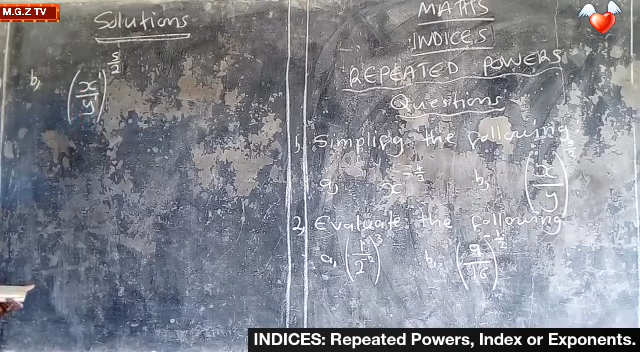 M.G.Z TV
Solutions
b, (x/y)
MATHS
INDICES
REPEATED POWERS
Questions
1, Simplify the following
a, x b, (x/y)
2, Evaluate the following
a, b, (9/16)
INDICES: Repeated Powers, Index or Exponents.